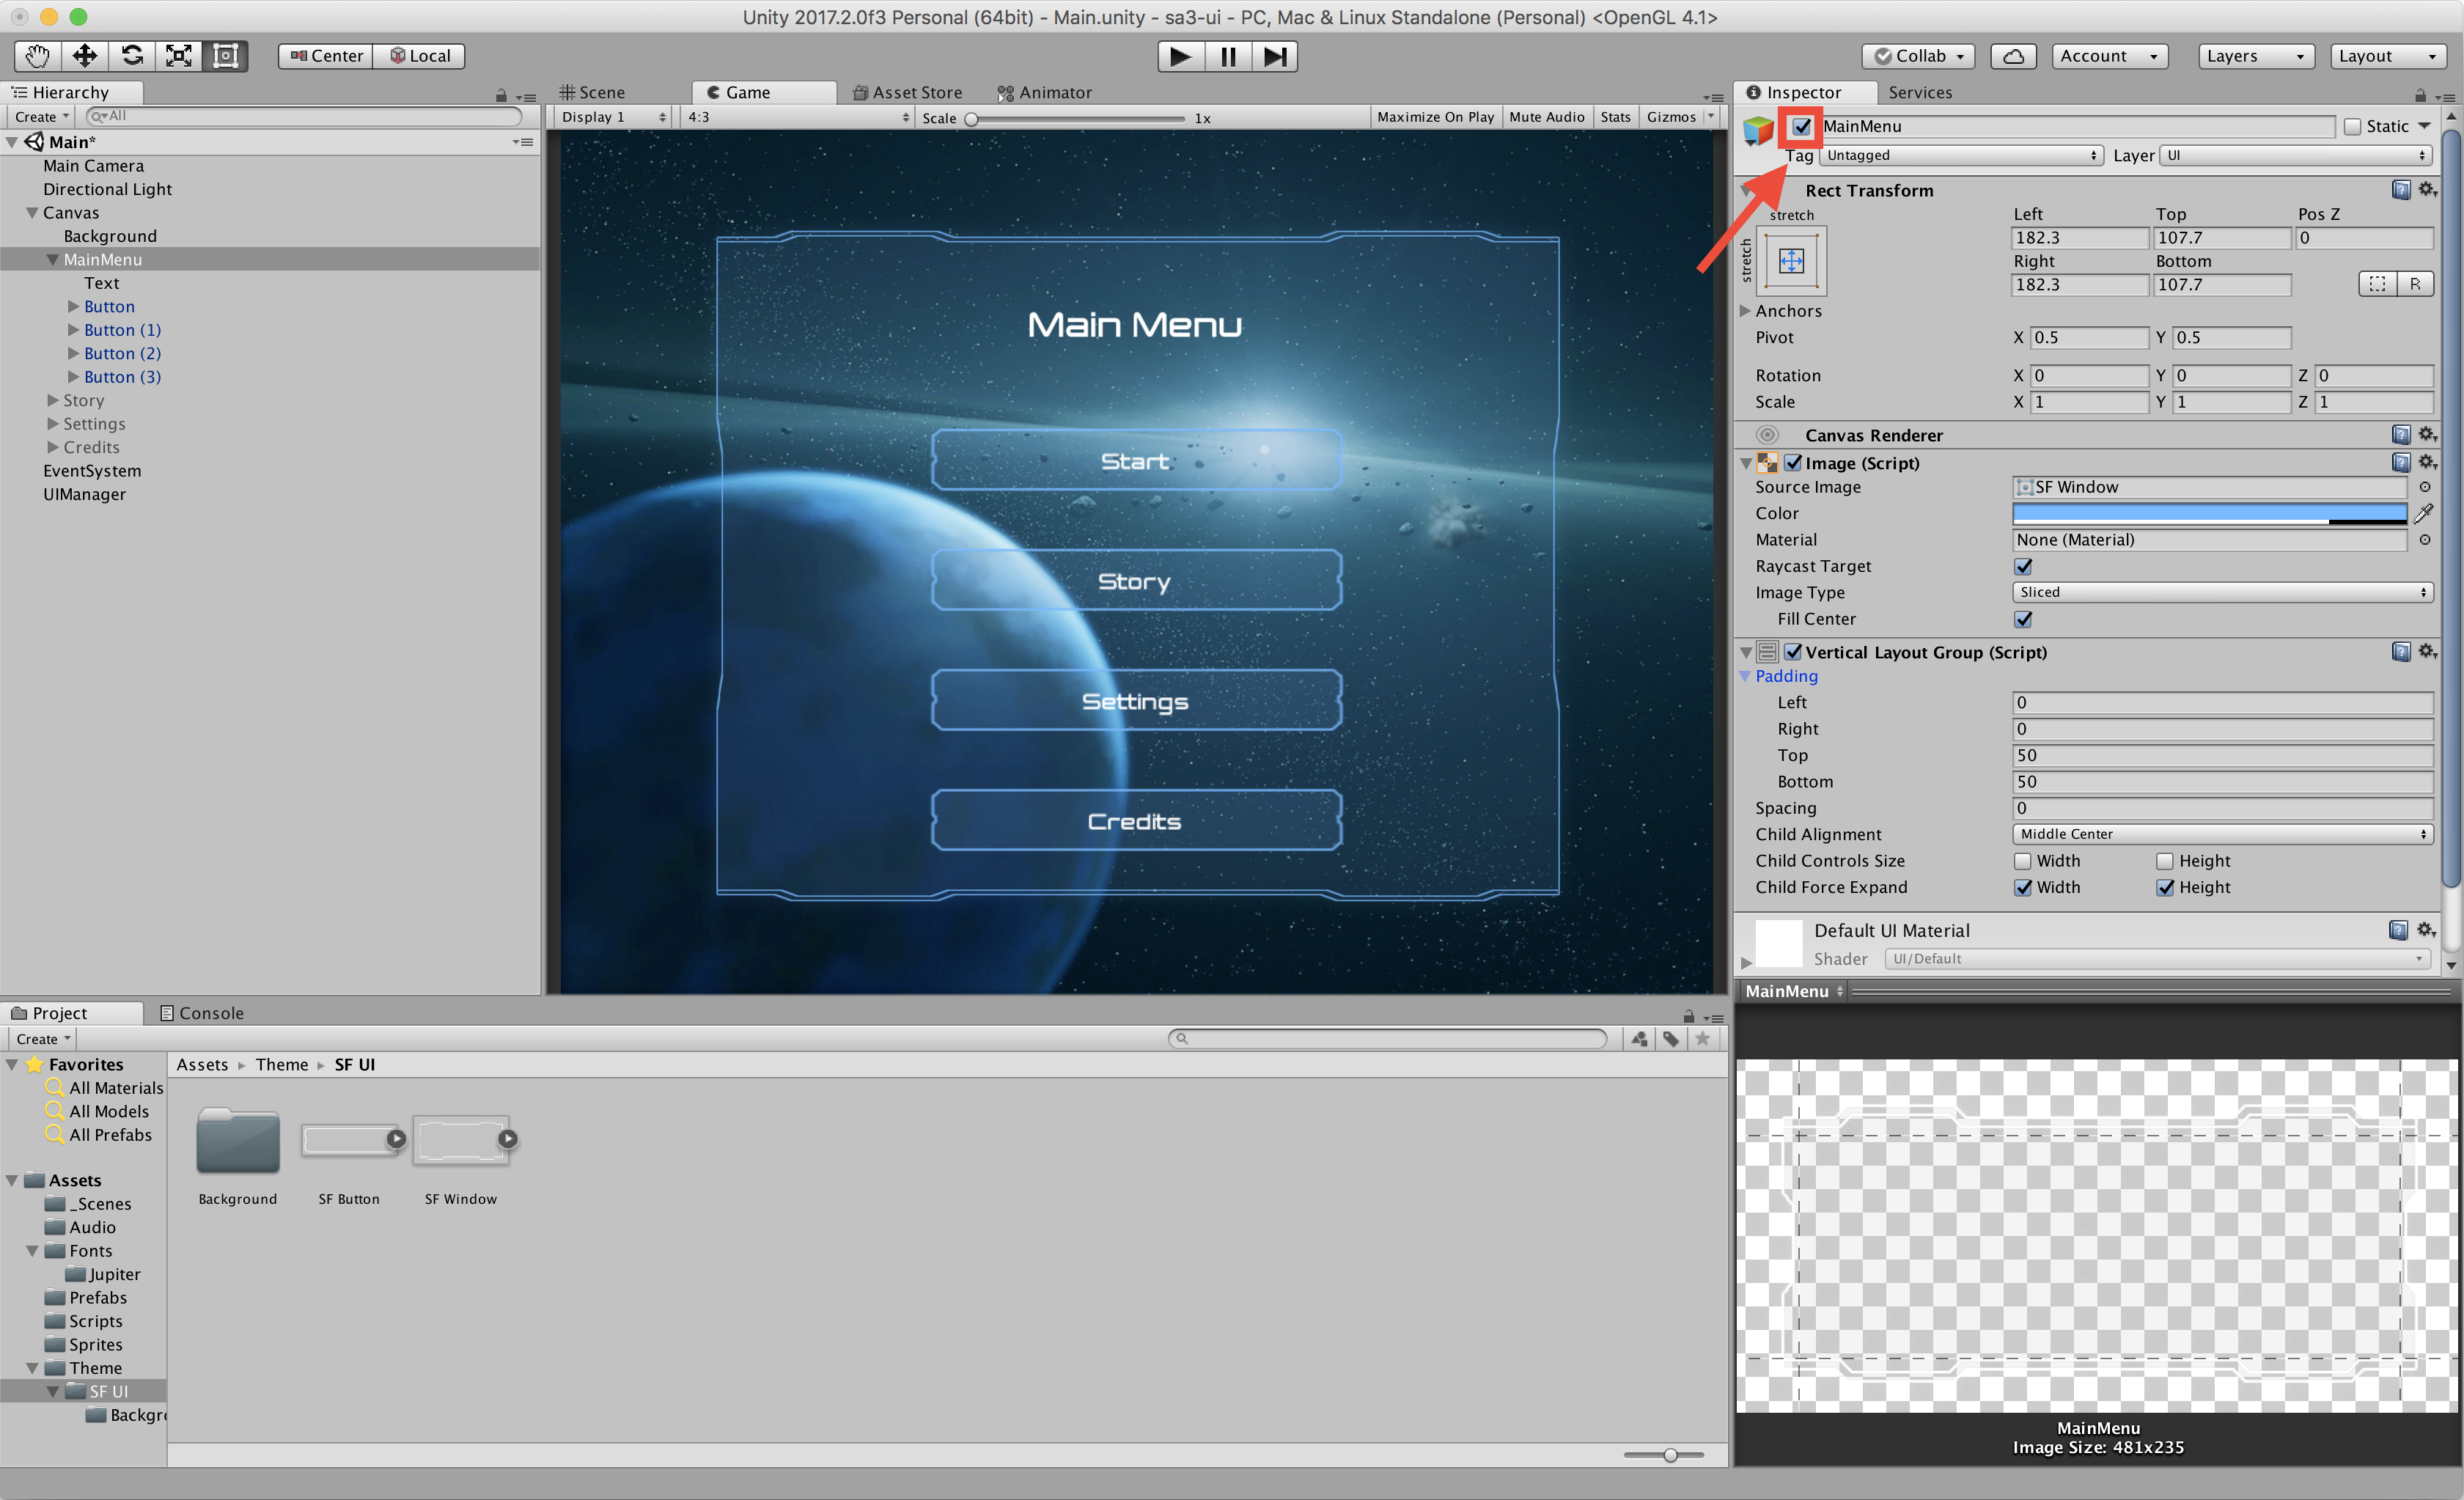 Unity 2017.2.0f3 Personal (64bit) - Main.unity - sa3-ui - PC, Mac & Linux Standalone (Personal) <OpenGL 4.1>
Center Local Collab Account Layers Layout
Hierarchy
Create All
Main*
Main Camera
Directional Light
Canvas
Background
MainMenu
Text
Button
Button (1)
Button (2)
Button (3)
Story
Settings
Credits
EventSystem
UIManager
Scene Game Asset Store Animator
Display 1 4:3 Scale 1x Maximize On Play Mute Audio Stats Gizmos
Main Menu
Start
Story
Settings
Credits
Inspector Services
MainMenu Static
Tag Untagged Layer UI
Rect Transform
stretch
stretch
Left Top Pos Z
182.3 107.7 0
Right Bottom
182.3 107.7 R
Anchors
Pivot X 0.5 Y 0.5
Rotation X 0 Y 0 Z 0
Scale X 1 Y 1 Z 1
Canvas Renderer
Image (Script)
Source Image SF Window
Color
Material None (Material)
Raycast Target
Image Type Sliced
Fill Center
Vertical Layout Group (Script)
Padding
Left 0
Right 0
Top 50
Bottom 50
Spacing 0
Child Alignment Middle Center
Child Controls Size Width Height
Child Force Expand Width Height
Default UI Material
Shader UI/Default
MainMenu
MainMenu
Image Size: 481x235
Project Console
Create
Favorites
All Materials
All Models
All Prefabs
Assets
_Scenes
Audio
Fonts
Jupiter
Prefabs
Scripts
Sprites
Theme
SF UI
Backgr
Assets Theme SF UI
Background SF Button SF Window